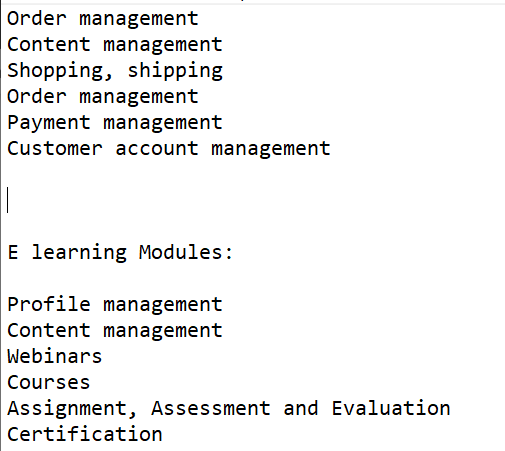 Order management
Content management
Shopping, shipping
Order management
Payment management
Customer account management
E learning Modules:
Profile management
Content management
Webinars
Courses
Assignment, Assessment and Evaluation
Certification